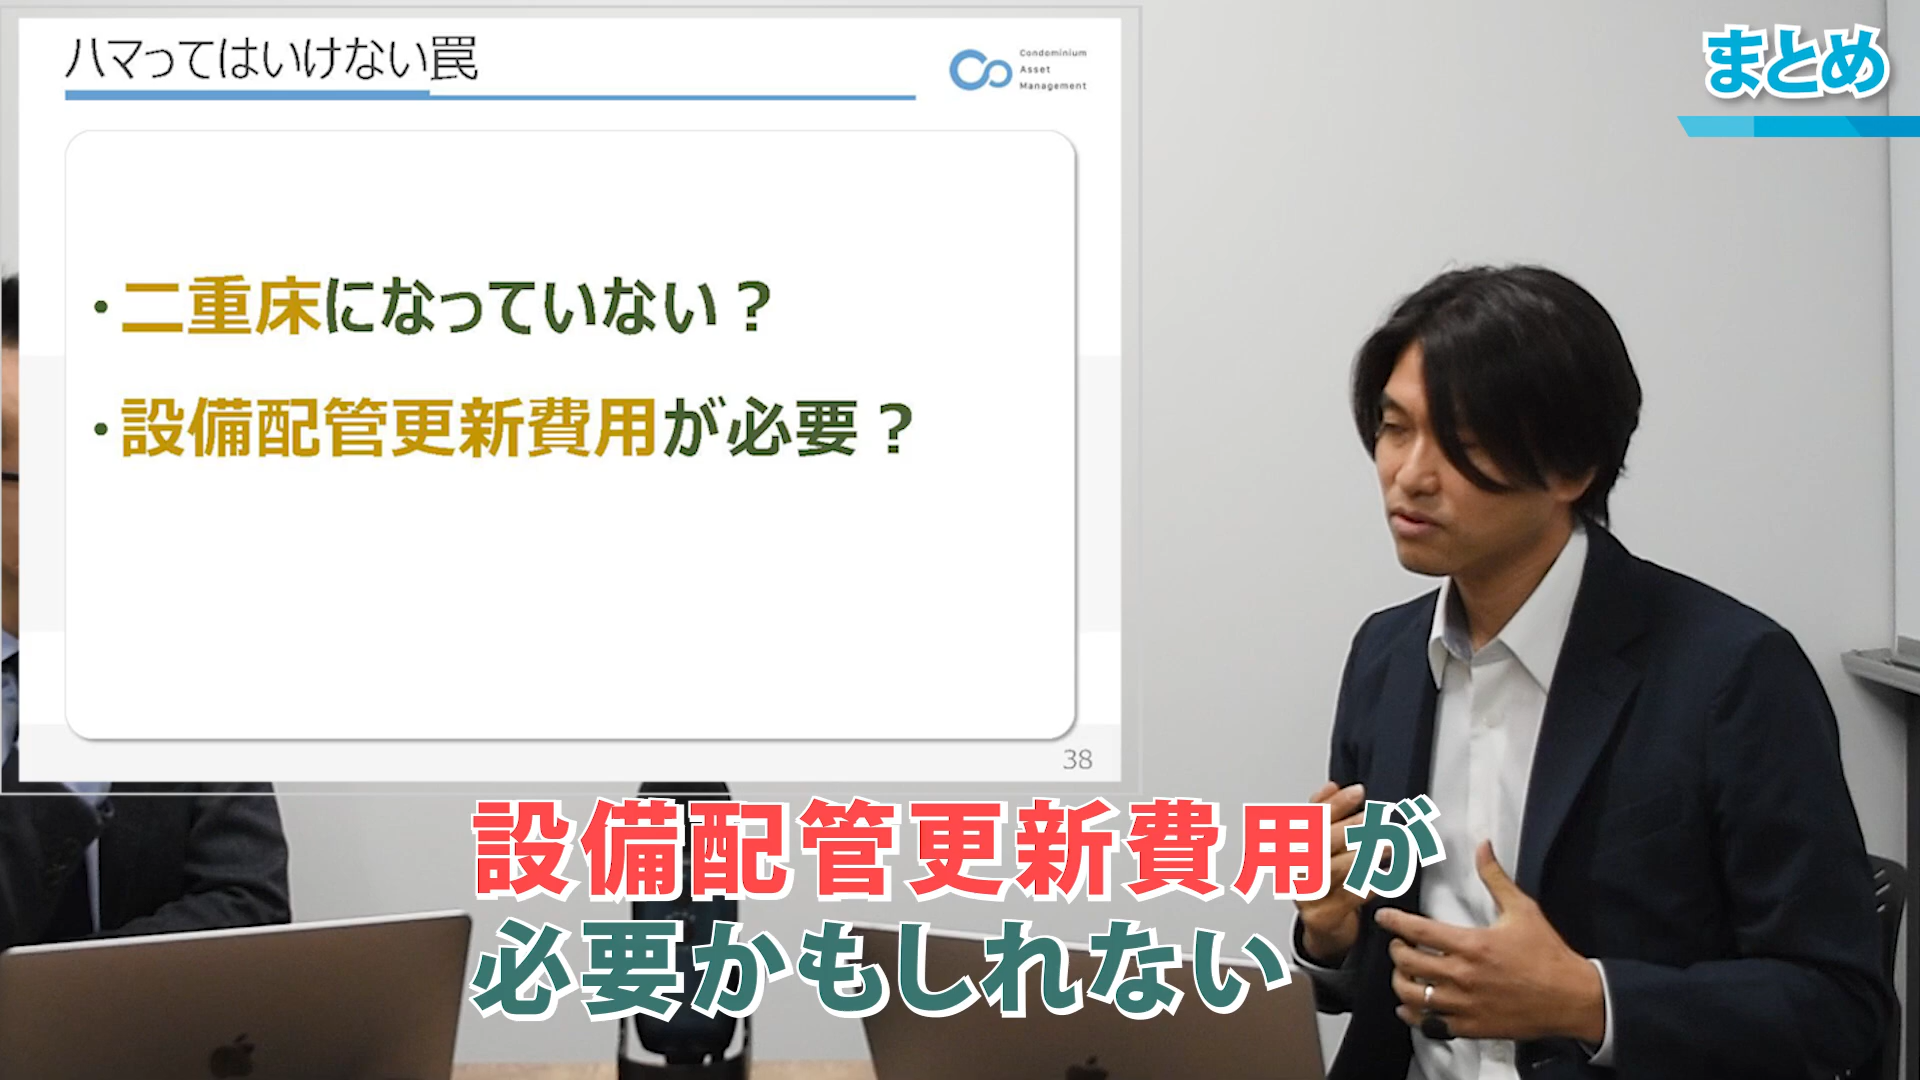 ハマってはいけない罠
Condominium
Asset
Management
まとめ
・二重床になっていない？
・設備配管更新費用が必要？
38
設備配管更新費用が
必要かもしれない